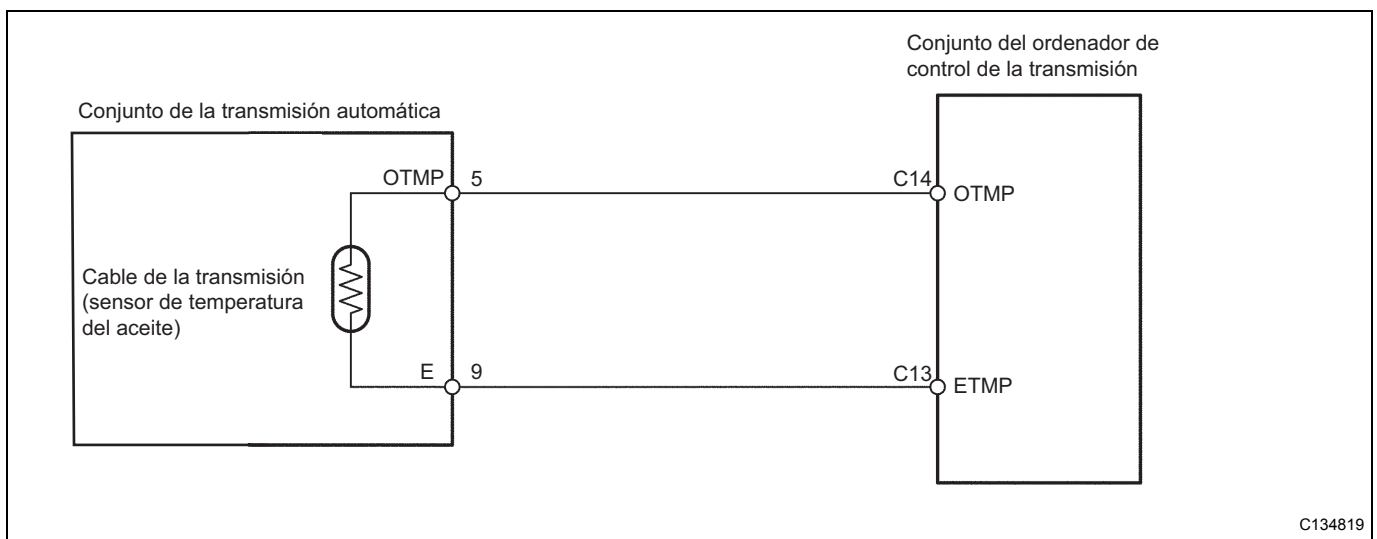 Conjunto del ordenador de
control de la transmisión
Conjunto de la transmisión automática
OTMP 5 C14 OTMP
Cable de la transmisión
(sensor de temperatura
del aceite)
E 9 C13 ETMP
C134819